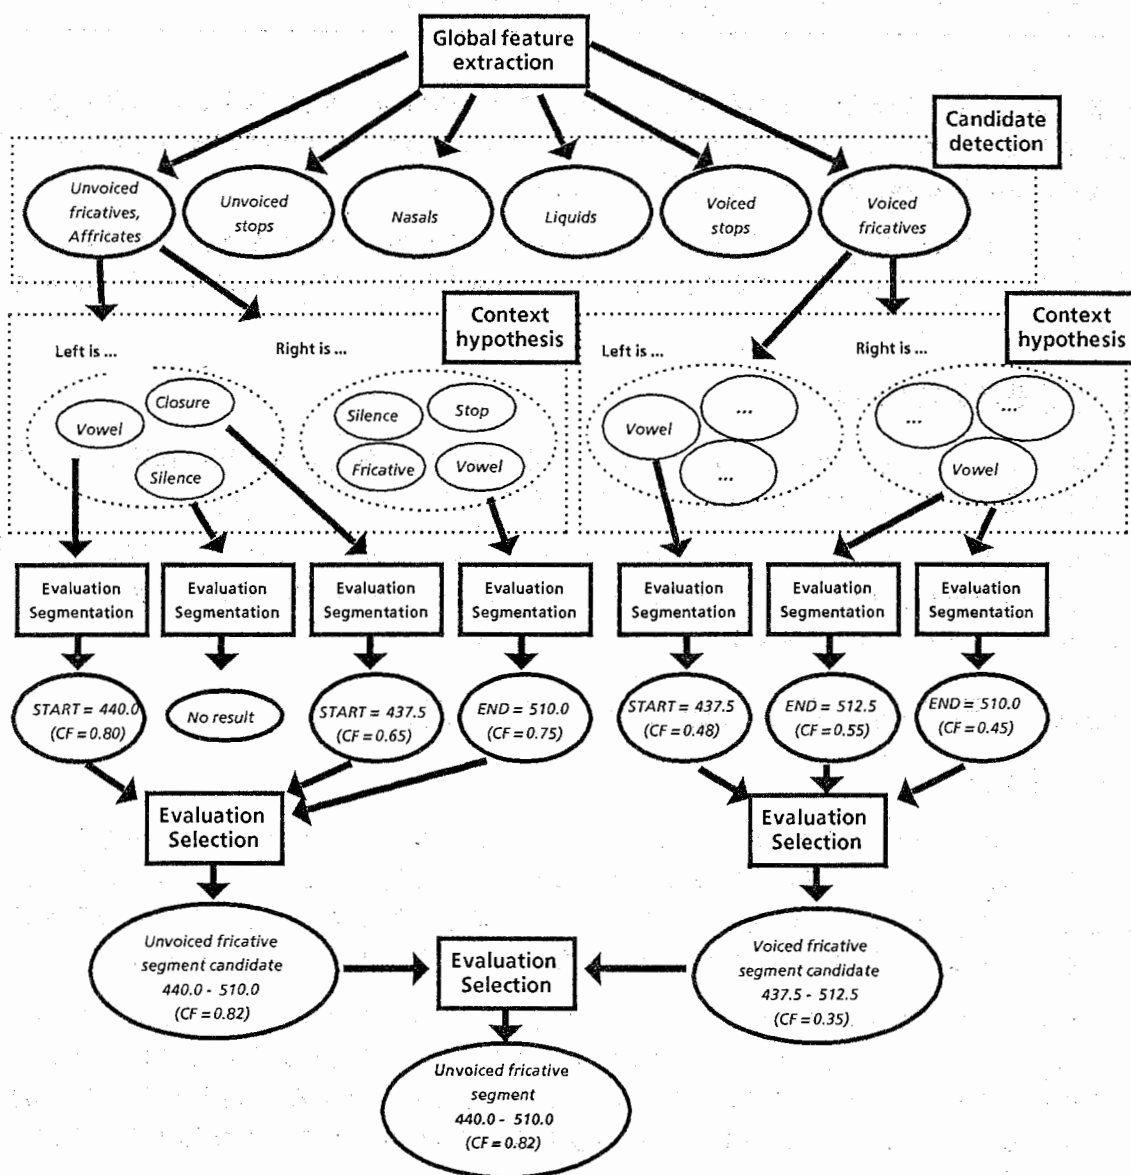 Global feature
extraction
Candidate
detection
Unvoiced
fricatives,
Affricates
Unvoiced
stops
Nasals
Liquids
Voiced
stops
Voiced
fricatives
Context
hypothesis
Context
hypothesis
Left is ...
Right is ...
Left is ...
Right is ...
Vowel
Closure
Silence
Silence
Stop
Fricative
Vowel
Vowel
...
...
...
...
Vowel
Evaluation
Segmentation
Evaluation
Segmentation
Evaluation
Segmentation
Evaluation
Segmentation
Evaluation
Segmentation
Evaluation
Segmentation
Evaluation
Segmentation
START = 440.0
(CF = 0.80)
No result
START = 437.5
(CF = 0.65)
END = 510.0
(CF = 0.75)
START = 437.5
(CF = 0.48)
END = 512.5
(CF = 0.55)
END = 510.0
(CF = 0.45)
Evaluation
Selection
Evaluation
Selection
Unvoiced fricative
segment candidate
440.0 - 510.0
(CF = 0.82)
Evaluation
Selection
Voiced fricative
segment candidate
437.5 - 512.5
(CF = 0.35)
Unvoiced fricative
segment
440.0 - 510.0
(CF = 0.82)